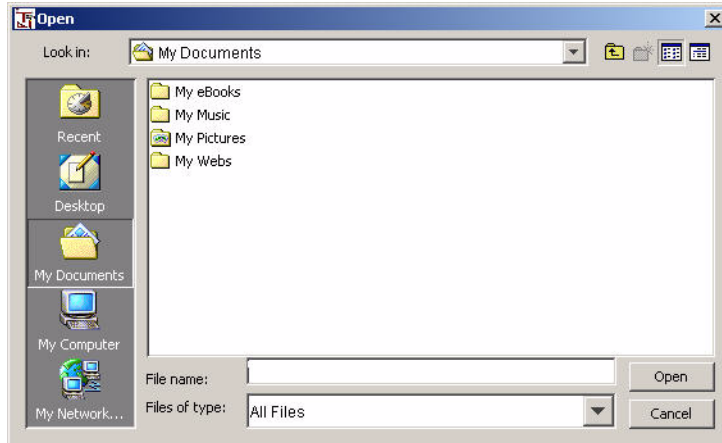 Open
Look in:
My Documents
Recent
Desktop
My Documents
My Computer
My Network...
My eBooks
My Music
My Pictures
My Webs
File name:
Open
Files of type:
All Files
Cancel